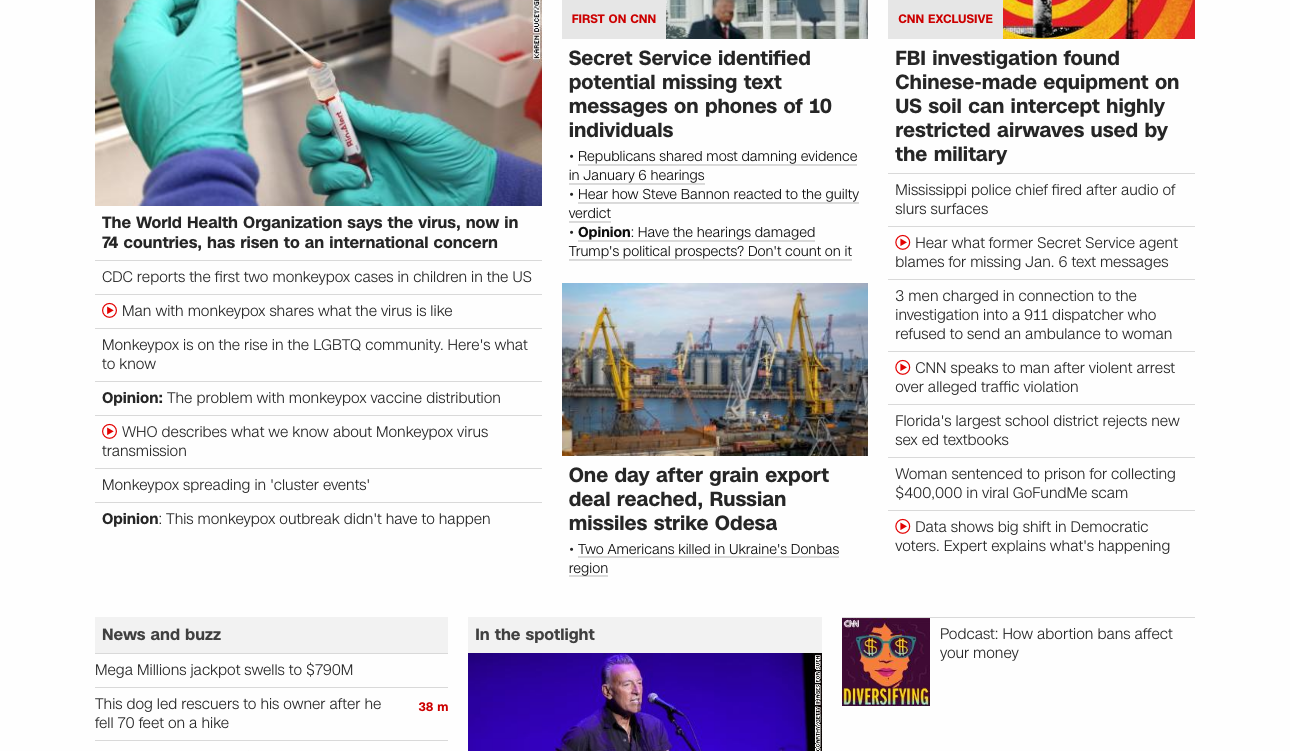 KAREN DUCEY/G
BinAlert
The World Health Organization says the virus, now in
74 countries, has risen to an international concern
CDC reports the first two monkeypox cases in children in the US
Man with monkeypox shares what the virus is like
Monkeypox is on the rise in the LGBTQ community. Here's what
to know
Opinion: The problem with monkeypox vaccine distribution
WHO describes what we know about Monkeypox virus
transmission
Monkeypox spreading in 'cluster events'
Opinion: This monkeypox outbreak didn't have to happen
FIRST ON CNN
Secret Service identified
potential missing text
messages on phones of 10
individuals
• Republicans shared most damning evidence
in January 6 hearings
• Hear how Steve Bannon reacted to the guilty
verdict
• Opinion: Have the hearings damaged
Trump's political prospects? Don't count on it
One day after grain export
deal reached, Russian
missiles strike Odesa
• Two Americans killed in Ukraine's Donbas
region
CNN EXCLUSIVE
FBI investigation found
Chinese-made equipment on
US soil can intercept highly
restricted airwaves used by
the military
Mississippi police chief fired after audio of
slurs surfaces
Hear what former Secret Service agent
blames for missing Jan. 6 text messages
3 men charged in connection to the
investigation into a 911 dispatcher who
refused to send an ambulance to woman
CNN speaks to man after violent arrest
over alleged traffic violation
Florida's largest school district rejects new
sex ed textbooks
Woman sentenced to prison for collecting
$400,000 in viral GoFundMe scam
Data shows big shift in Democratic
voters. Expert explains what's happening
News and buzz
Mega Millions jackpot swells to $790M
This dog led rescuers to his owner after he
fell 70 feet on a hike
38 m
In the spotlight
CNN
$ $
DIVERSIFYING
Podcast: How abortion bans affect
your money